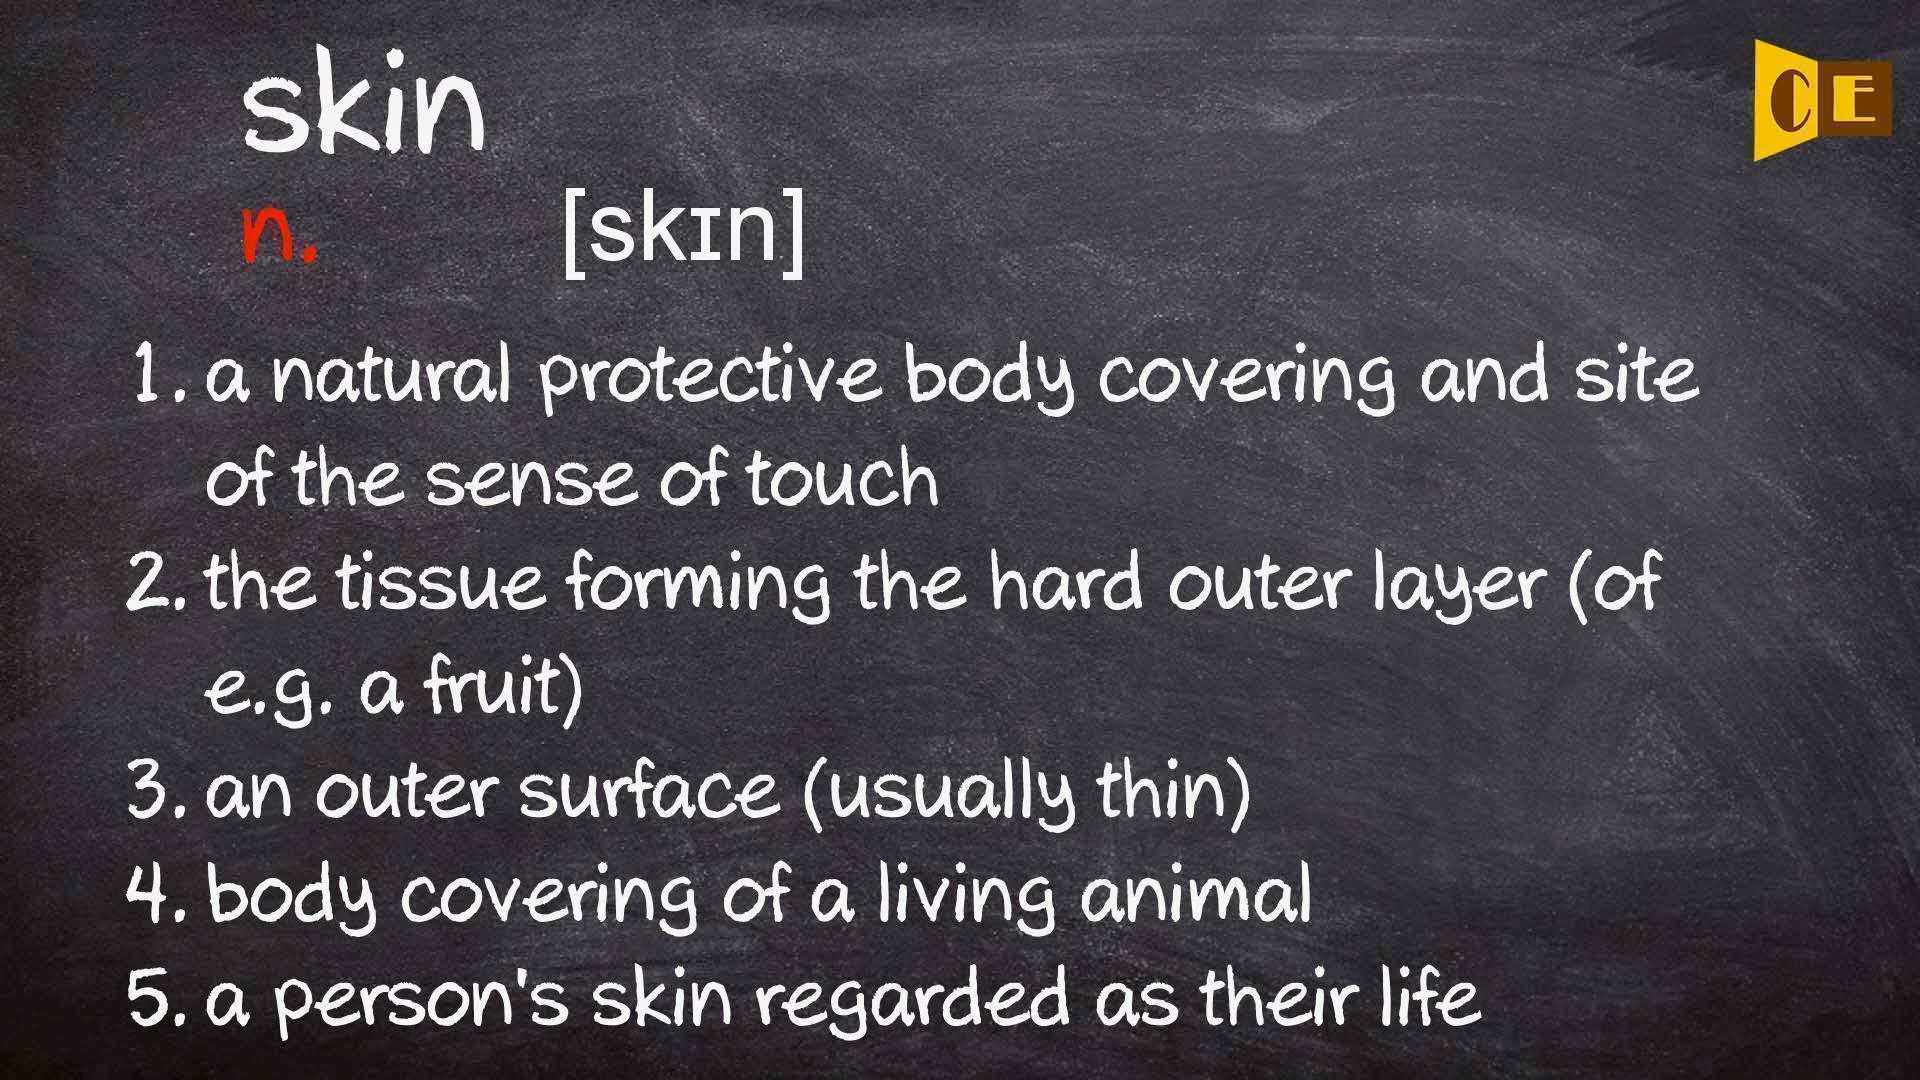 skin
CE
n. [skɪn]
1. a natural protective body covering and site
of the sense of touch
2. the tissue forming the hard outer layer (of
e.g. a fruit)
3. an outer surface (usually thin)
4. body covering of a living animal
5. a person's skin regarded as their life